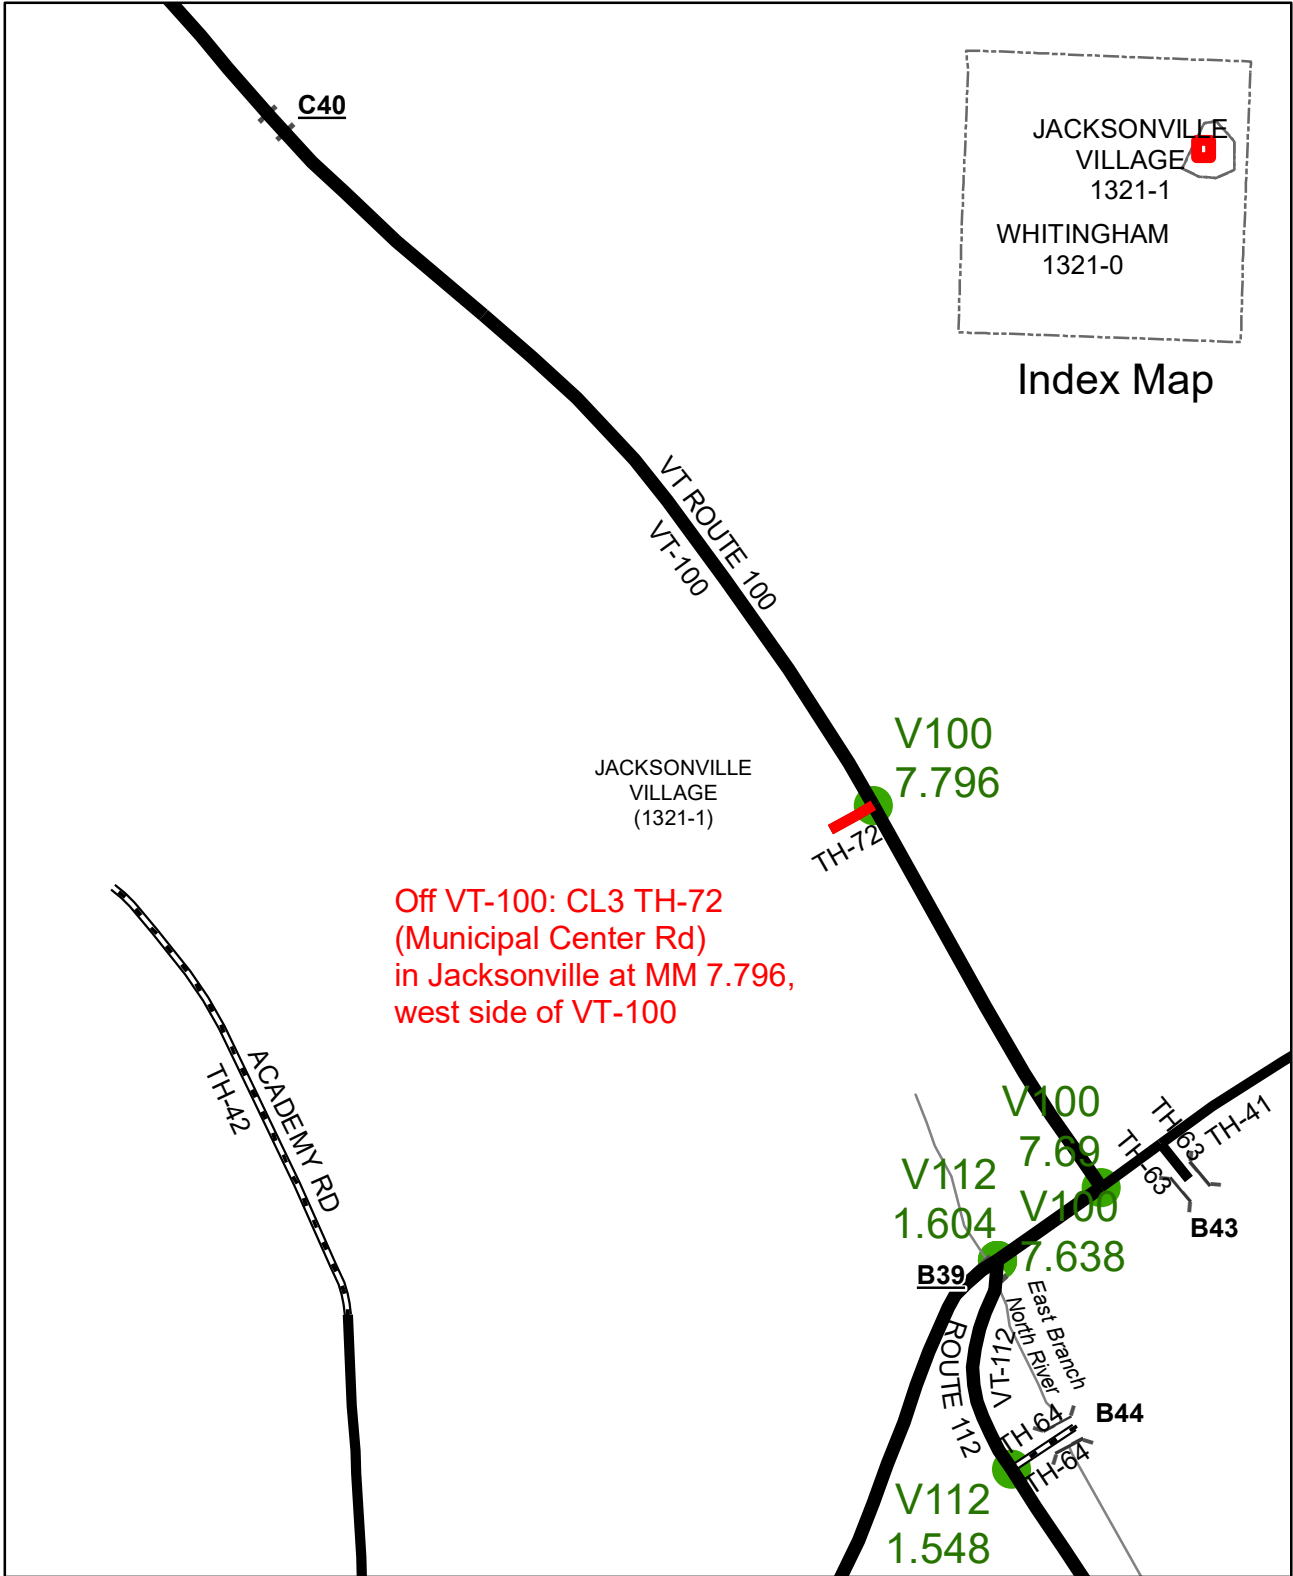 C40
JACKSONVILLE
VILLAGE
1321-1
WHITINGHAM
1321-0
Index Map
VT ROUTE 100
VT-100
V100
7.796
JACKSONVILLE
VILLAGE
(1321-1)
TH-72
Off VT-100: CL3 TH-72
(Municipal Center Rd)
in Jacksonville at MM 7.796,
west side of VT-100
ACADEMY RD
TH-42
V100
7.69
TH-63
TH-41
TH-63
V112
1.604
V100
7.638
B43
B39
East Branch
North River
ROUTE 112
VT-112
B44
TH 64
TH-64
V112
1.548